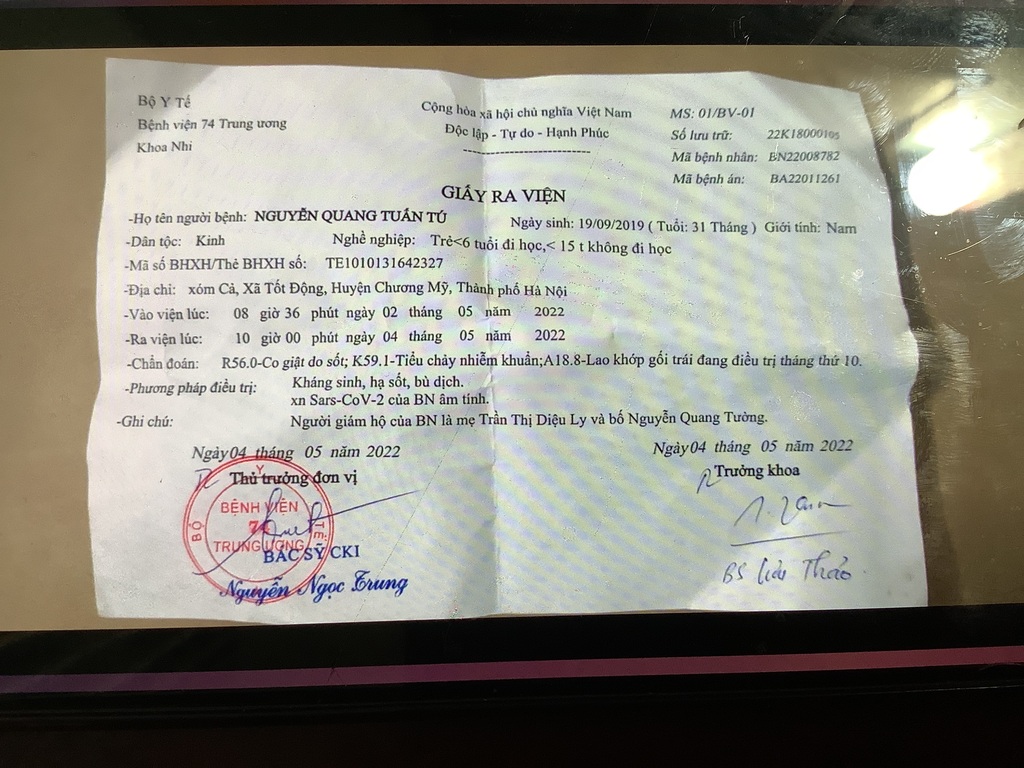 Bộ Y Tế
Bệnh viện 74 Trung ương
Khoa Nhi
Cộng hòa xã hội chủ nghĩa Việt Nam
Độc lập - Tự do - Hạnh Phúc
MS: 01/BV-01
Số lưu trữ: 22K18000195
Mã bệnh nhân: BN22008782
Mã bệnh án: BA22011261
GIẤY RA VIỆN
-Họ tên người bệnh: NGUYỄN QUANG TUẤN TÚ Ngày sinh: 19/09/2019 ( Tuổi: 31 Tháng ) Giới tính: Nam
-Dân tộc: Kinh Nghề nghiệp: Trẻ<6 tuổi đi học,< 15 t không đi học
-Mã số BHXH/Thẻ BHXH số: TE1010131642327
-Địa chỉ: xóm Cả, Xã Tốt Động, Huyện Chương Mỹ, Thành phố Hà Nội
-Vào viện lúc: 08 giờ 36 phút ngày 02 tháng 05 năm 2022
-Ra viện lúc: 10 giờ 00 phút ngày 04 tháng 05 năm 2022
-Chẩn đoán: R56.0-Co giật do sốt; K59.1-Tiêu chảy nhiễm khuẩn;A18.8-Lao khớp gối trái đang điều trị tháng thứ 10.
-Phương pháp điều trị: Kháng sinh, hạ sốt, bù dịch.
xn Sars-CoV-2 của BN âm tính.
-Ghi chú: Người giám hộ của BN là mẹ Trần Thị Diệu Ly và bố Nguyễn Quang Tường.
Ngày 04 tháng 05 năm 2022
Thủ trưởng đơn vị
BỘ Y TẾ
BỆNH VIỆN
74
TRUNG ƯƠNG
BÁC SỸ CKI
Nguyễn Ngọc Trung
Ngày 04 tháng 05 năm 2022
Trưởng khoa
BS Thảo